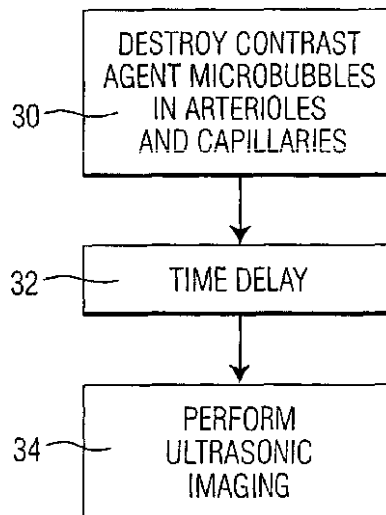 DESTROY CONTRAST
AGENT MICROBUBBLES
IN ARTERIOLES
AND CAPILLARIES
30
TIME DELAY
32
PERFORM
ULTRASONIC
IMAGING
34